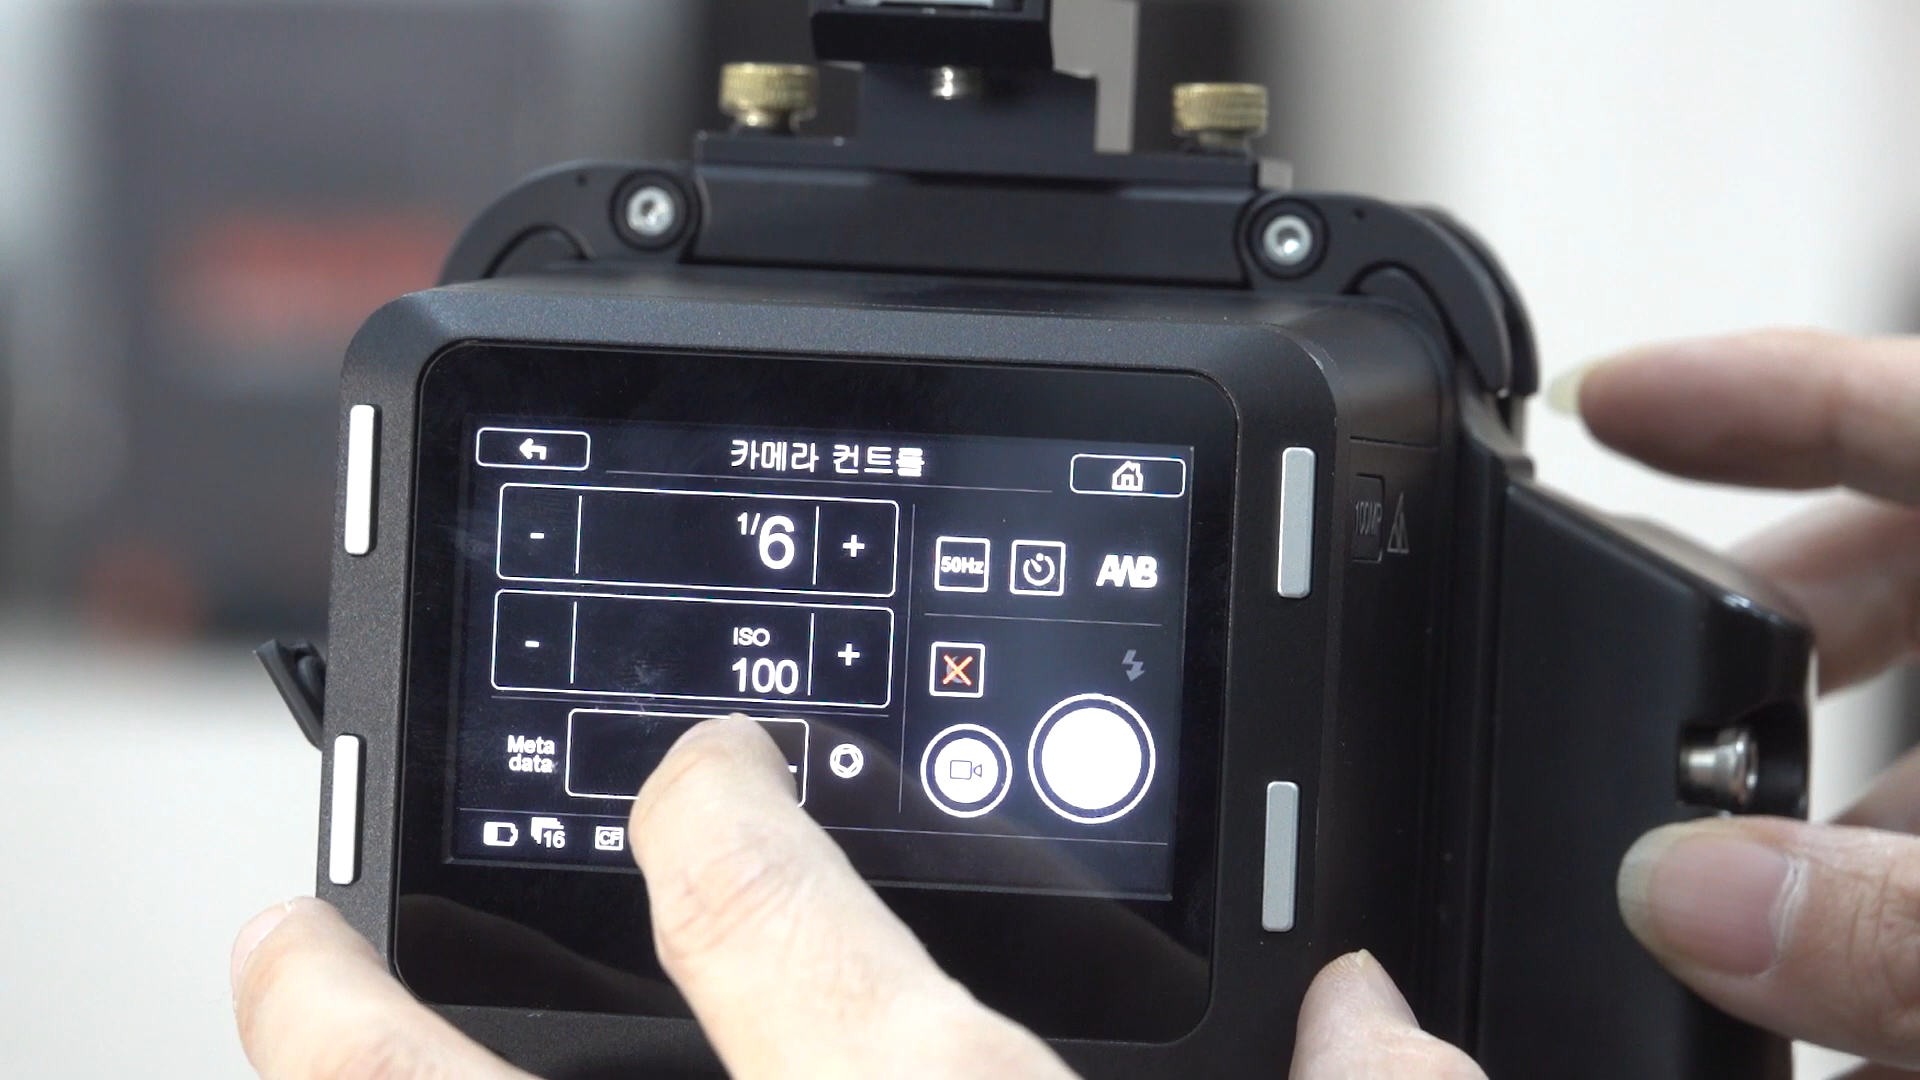 카메라 컨트롤
- 1/6 +
50Hz
AWB
- ISO 100 +
Meta
data
16
CF
100MP